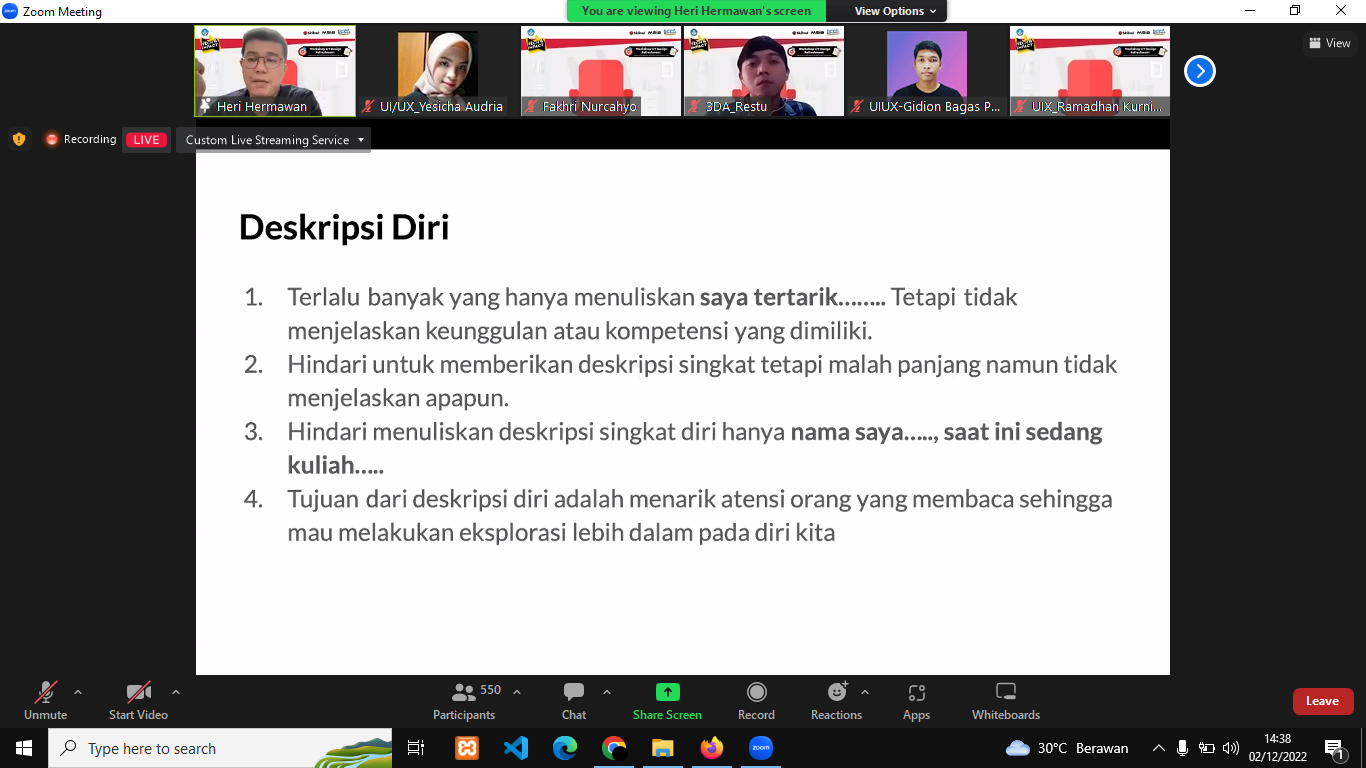 Zoom Meeting
You are viewing Heri Hermawan's screen
View Options
View
Heri Hermawan
UI/UX_Yesicha Audria
Fakhri Nurcahyo
BDA_Restu
UIUX-Gidion Bagas P...
UIX_Ramadhan Kurni...
Recording
LIVE
Custom Live Streaming Service
Deskripsi Diri
1. Terlalu banyak yang hanya menuliskan saya tertarik…….. Tetapi tidak
menjelaskan keunggulan atau kompetensi yang dimiliki.
2. Hindari untuk memberikan deskripsi singkat tetapi malah panjang namun tidak
menjelaskan apapun.
3. Hindari menuliskan deskripsi singkat diri hanya nama saya….., saat ini sedang
kuliah…..
4. Tujuan dari deskripsi diri adalah menarik atensi orang yang membaca sehingga
mau melakukan eksplorasi lebih dalam pada diri kita
Unmute
Start Video
550
Participants
Chat
Share Screen
Record
Reactions
Apps
Whiteboards
Leave
Type here to search
zoom
30°C Berawan
14:38
02/12/2022
1